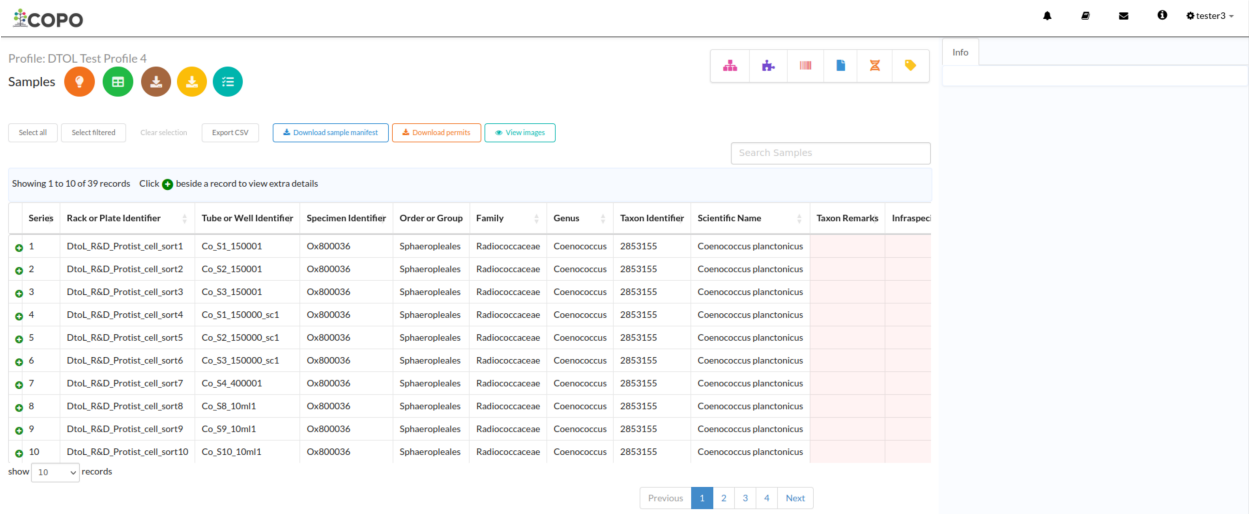 COPO
tester3
Profile: DTOL Test Profile 4
Samples
Info
Select all Select filtered Clear selection Export CSV Download sample manifest Download permits View images
Search Samples
Showing 1 to 10 of 39 records Click beside a record to view extra details
Series Rack or Plate Identifier Tube or Well Identifier Specimen Identifier Order or Group Family Genus Taxon Identifier Scientific Name Taxon Remarks Infraspeci
1 DtoL_R&D_Protist_cell_sort1 Co_S1_150001 Ox800036 Sphaeropleales Radiococcaceae Coenococcus 2853155 Coenococcus planctonicus
2 DtoL_R&D_Protist_cell_sort2 Co_S2_150001 Ox800036 Sphaeropleales Radiococcaceae Coenococcus 2853155 Coenococcus planctonicus
3 DtoL_R&D_Protist_cell_sort3 Co_S3_150001 Ox800036 Sphaeropleales Radiococcaceae Coenococcus 2853155 Coenococcus planctonicus
4 DtoL_R&D_Protist_cell_sort4 Co_S1_150000_sc1 Ox800036 Sphaeropleales Radiococcaceae Coenococcus 2853155 Coenococcus planctonicus
5 DtoL_R&D_Protist_cell_sort5 Co_S2_150000_sc1 Ox800036 Sphaeropleales Radiococcaceae Coenococcus 2853155 Coenococcus planctonicus
6 DtoL_R&D_Protist_cell_sort6 Co_S3_150000_sc1 Ox800036 Sphaeropleales Radiococcaceae Coenococcus 2853155 Coenococcus planctonicus
7 DtoL_R&D_Protist_cell_sort7 Co_S4_400001 Ox800036 Sphaeropleales Radiococcaceae Coenococcus 2853155 Coenococcus planctonicus
8 DtoL_R&D_Protist_cell_sort8 Co_S8_10ml1 Ox800036 Sphaeropleales Radiococcaceae Coenococcus 2853155 Coenococcus planctonicus
9 DtoL_R&D_Protist_cell_sort9 Co_S9_10ml1 Ox800036 Sphaeropleales Radiococcaceae Coenococcus 2853155 Coenococcus planctonicus
10 DtoL_R&D_Protist_cell_sort10 Co_S10_10ml1 Ox800036 Sphaeropleales Radiococcaceae Coenococcus 2853155 Coenococcus planctonicus
show 10 records
Previous 1 2 3 4 Next